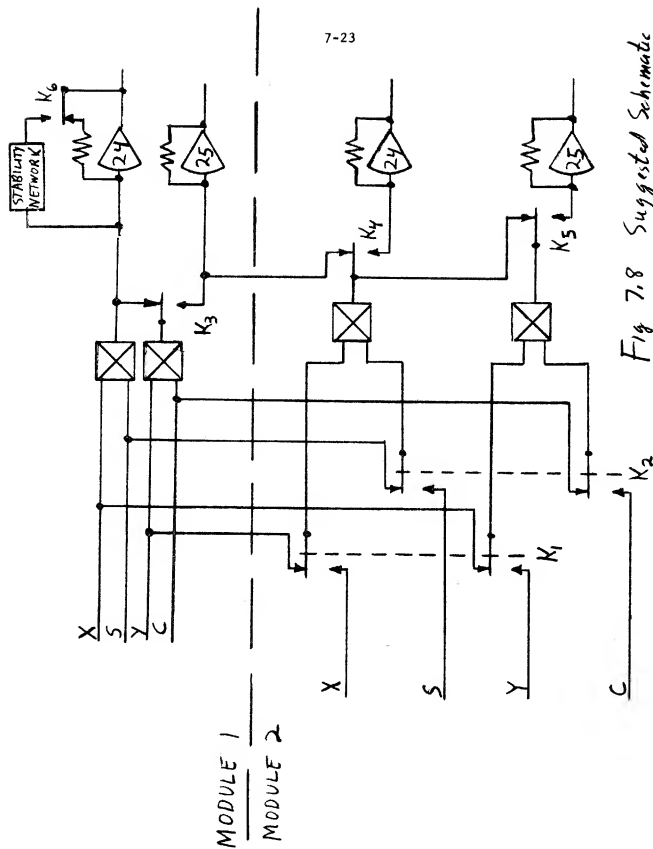 7-23
STABILITY
NETWORK
K6
24
25
K3
X
S
Y
C
MODULE 1
MODULE 2
K4
24
K5
25
X
S
Y
C
K1
K2
Fig 7.8 Suggested Schematic